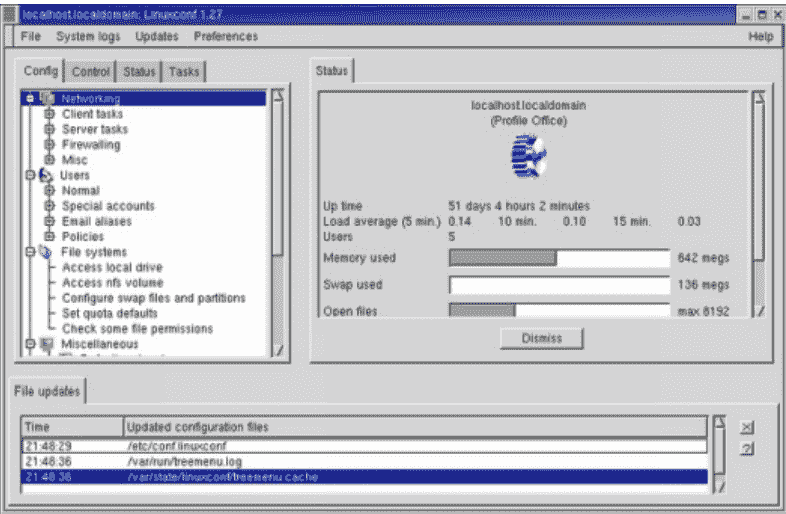 localhost.localdomain: Linuxconf 1.27
File System logs Updates Preferences Help
Config Control Status Tasks
Networking
Client tasks
Server tasks
Firewalling
Misc
Users
Normal
Special accounts
Email aliases
Policies
File systems
Access local drive
Access nfs volume
Configure swap files and partitions
Set quota defaults
Check some file permissions
Miscellaneous
Status
localhost.localdomain
(Profile Office)
Up time 51 days 4 hours 2 minutes
Load average (5 min.) 0.14 10 min. 0.10 15 min. 0.03
Users 5
Memory used 642 megs
Swap used 136 megs
Open files max 8192
Dismiss
File updates
Time Updated configuration files
21:48:29 /etc/conf.linuxconf
21:48:36 /var/run/treemenu.log
21:48:36 /var/state/linuxconf/treemenu.cache